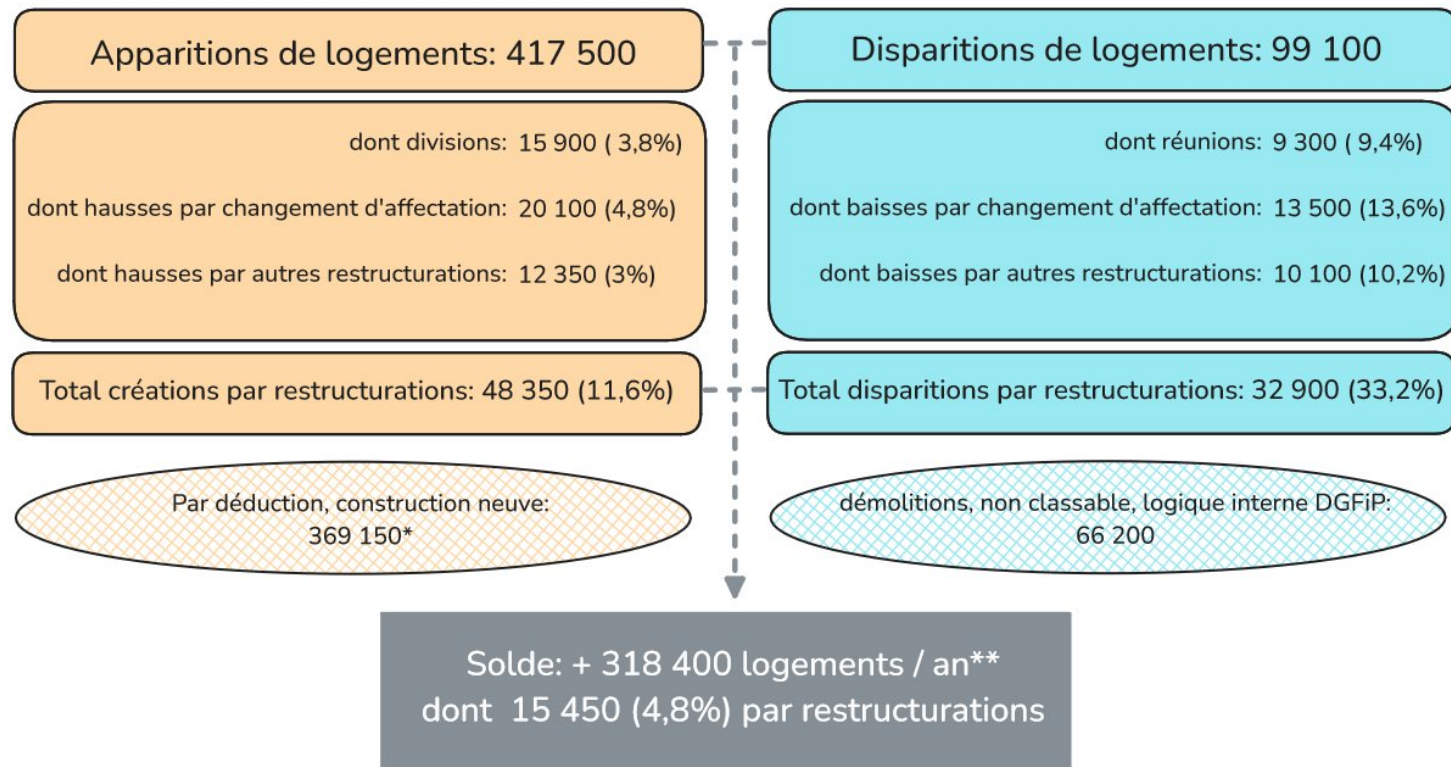 Apparitions de logements: 417 500
dont divisions: 15 900 ( 3,8%)
dont hausses par changement d'affectation: 20 100 (4,8%)
dont hausses par autres restructurations: 12 350 (3%)
Total créations par restructurations: 48 350 (11,6%)
Par déduction, construction neuve:
369 150*
Disparitions de logements: 99 100
dont réunions: 9 300 ( 9,4%)
dont baisses par changement d'affectation: 13 500 (13,6%)
dont baisses par autres restructurations: 10 100 (10,2%)
Total disparitions par restructurations: 32 900 (33,2%)
démolitions, non classable, logique interne DGFiP:
66 200
Solde: + 318 400 logements / an**
dont 15 450 (4,8%) par restructurations